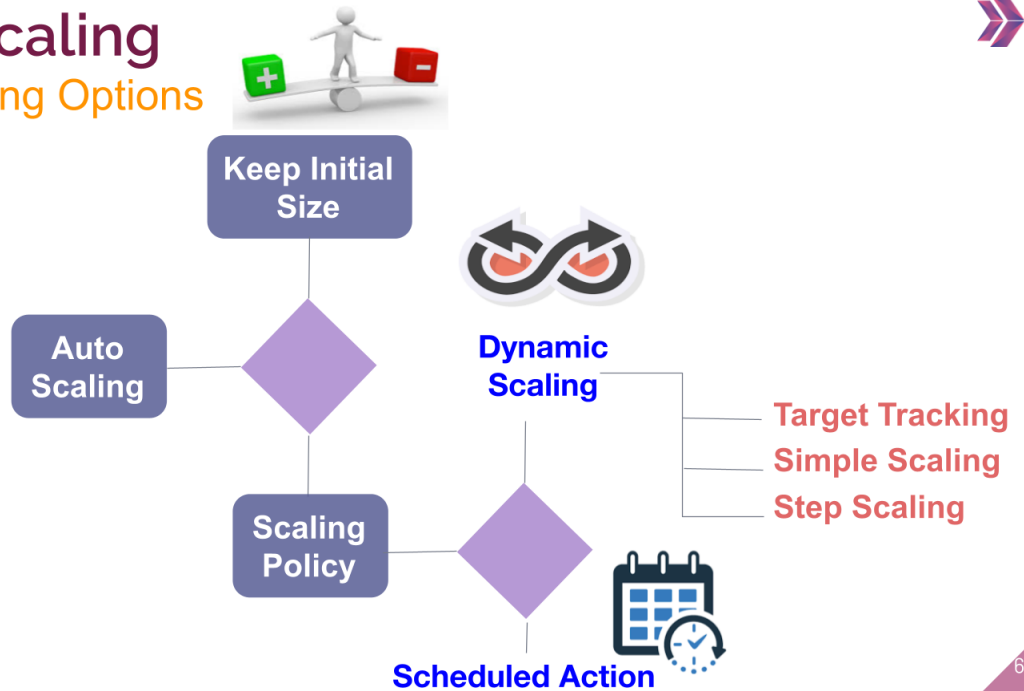 caling
ng Options
Keep Initial
Size
Auto
Scaling
Dynamic
Scaling
Target Tracking
Simple Scaling
Step Scaling
Scaling
Policy
Scheduled Action
6